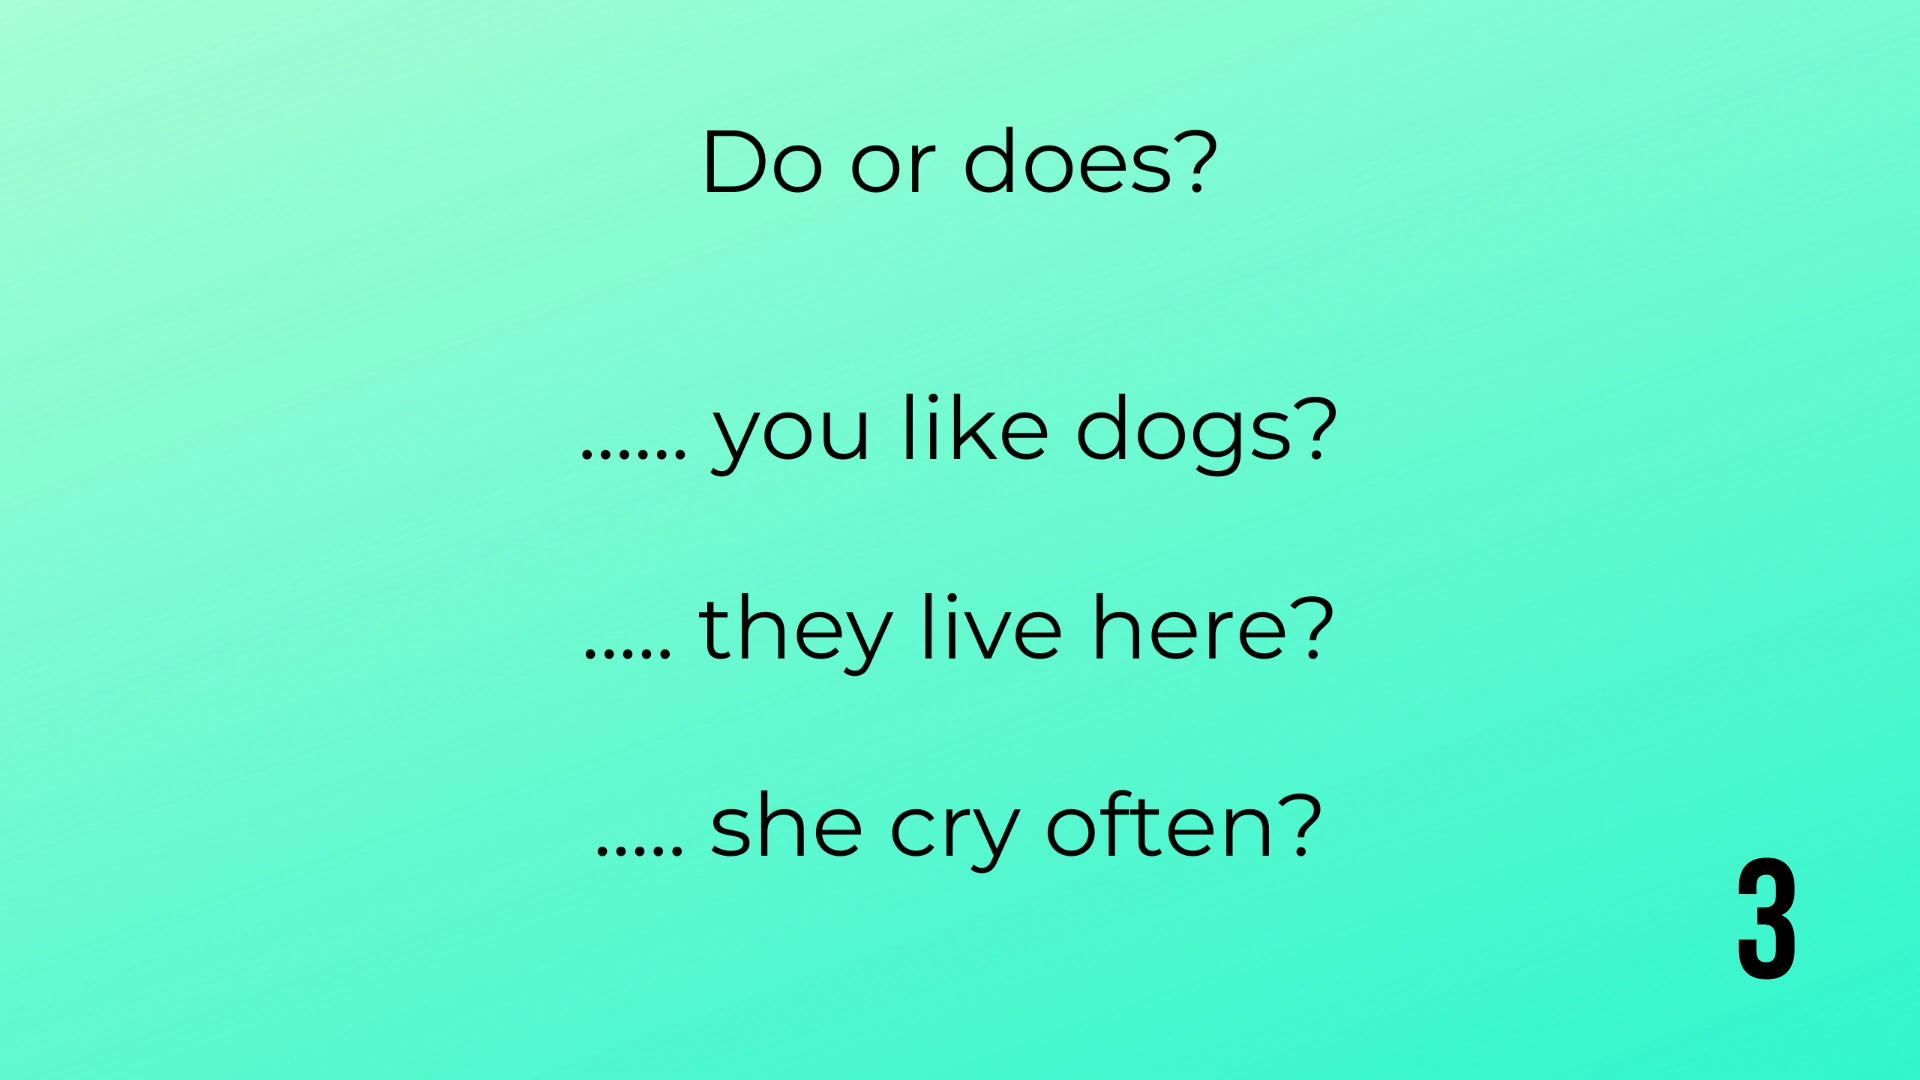 Do or does?
...... you like dogs?
..... they live here?
..... she cry often?
3